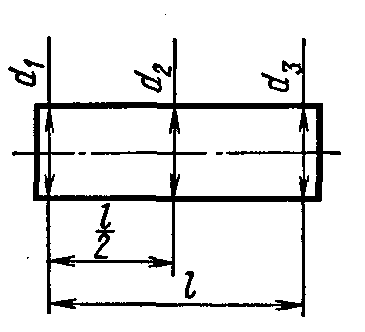 d₁ d₂ d₃
l/2
l